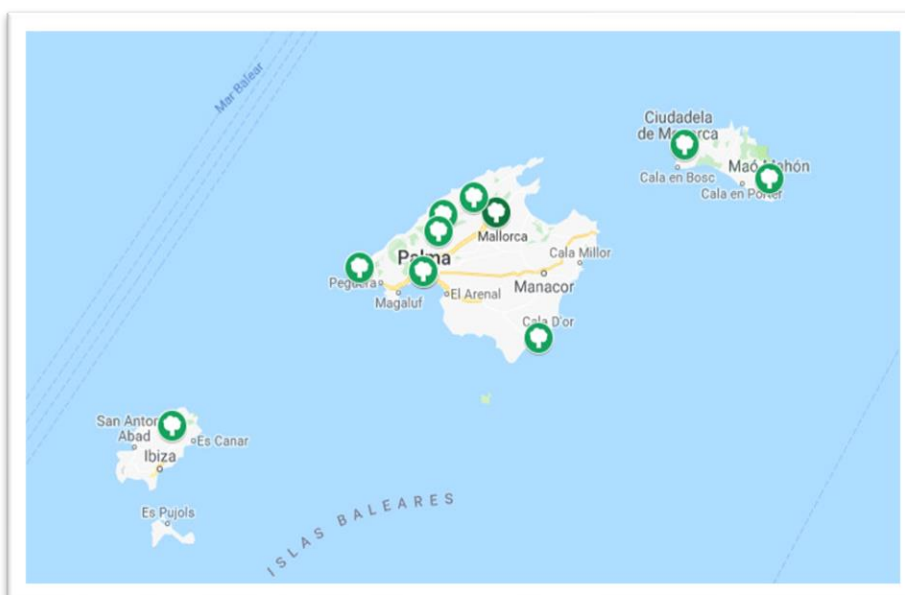 Mar Balear
Ciudadela
de Menorca
Cala en Bosc
Maó Mahón
Cala en Porter
Mallorca
Palma
Cala Millor
Peguera
Magaluf
El Arenal
Manacor
Cala D'or
San Antonio
Abad
Es Canar
Ibiza
Es Pujols
ISLAS BALEARES